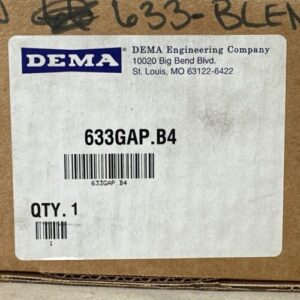 633-BLEN
DEMA
DEMA Engineering Company
10020 Big Bend Blvd.
St. Louis, MO 63122-6422
633GAP.B4
633GAP.B4
QTY. 1
1